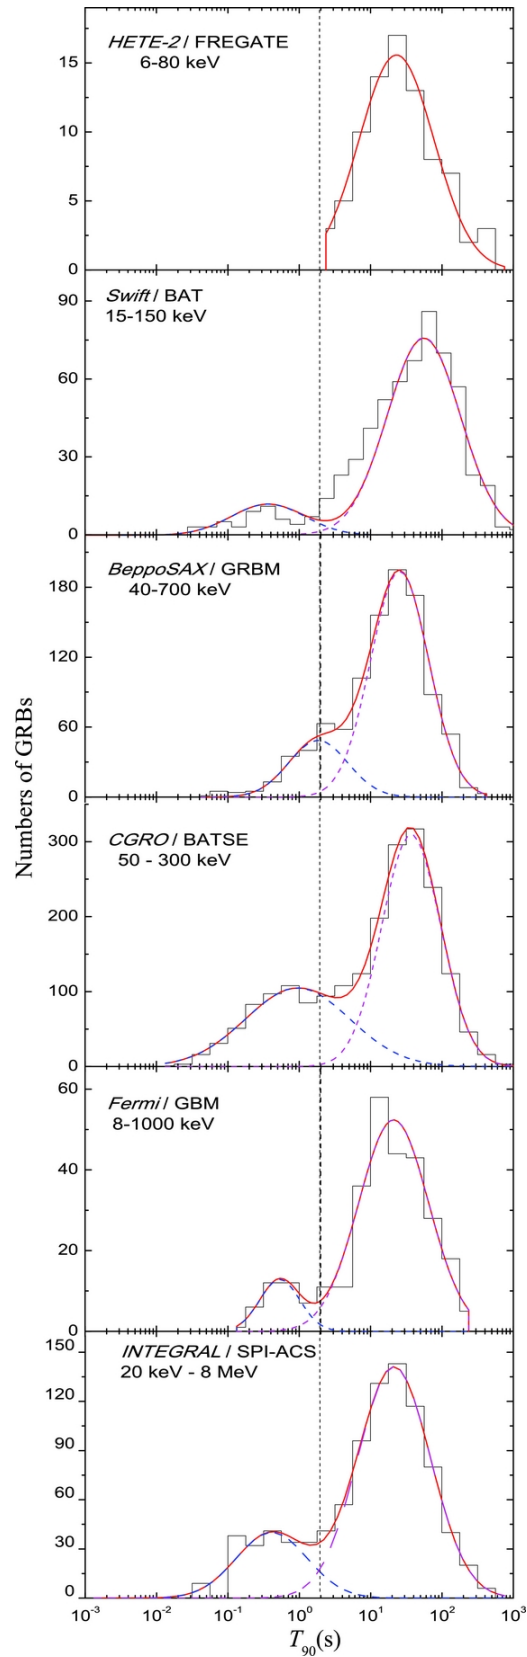 HETE-2 / FREGATE
6-80 keV
15
10
5
0
Swift / BAT
15-150 keV
90
60
30
0
BeppoSAX / GRBM
40-700 keV
180
120
60
0
Numbers of GRBs
CGRO / BATSE
50 - 300 keV
300
200
100
0
Fermi / GBM
8-1000 keV
60
40
20
0
INTEGRAL / SPI-ACS
20 keV - 8 MeV
150
120
90
60
30
0
10⁻³ 10⁻² 10⁻¹ 10⁰ 10¹ 10² 10³
T₉₀(s)